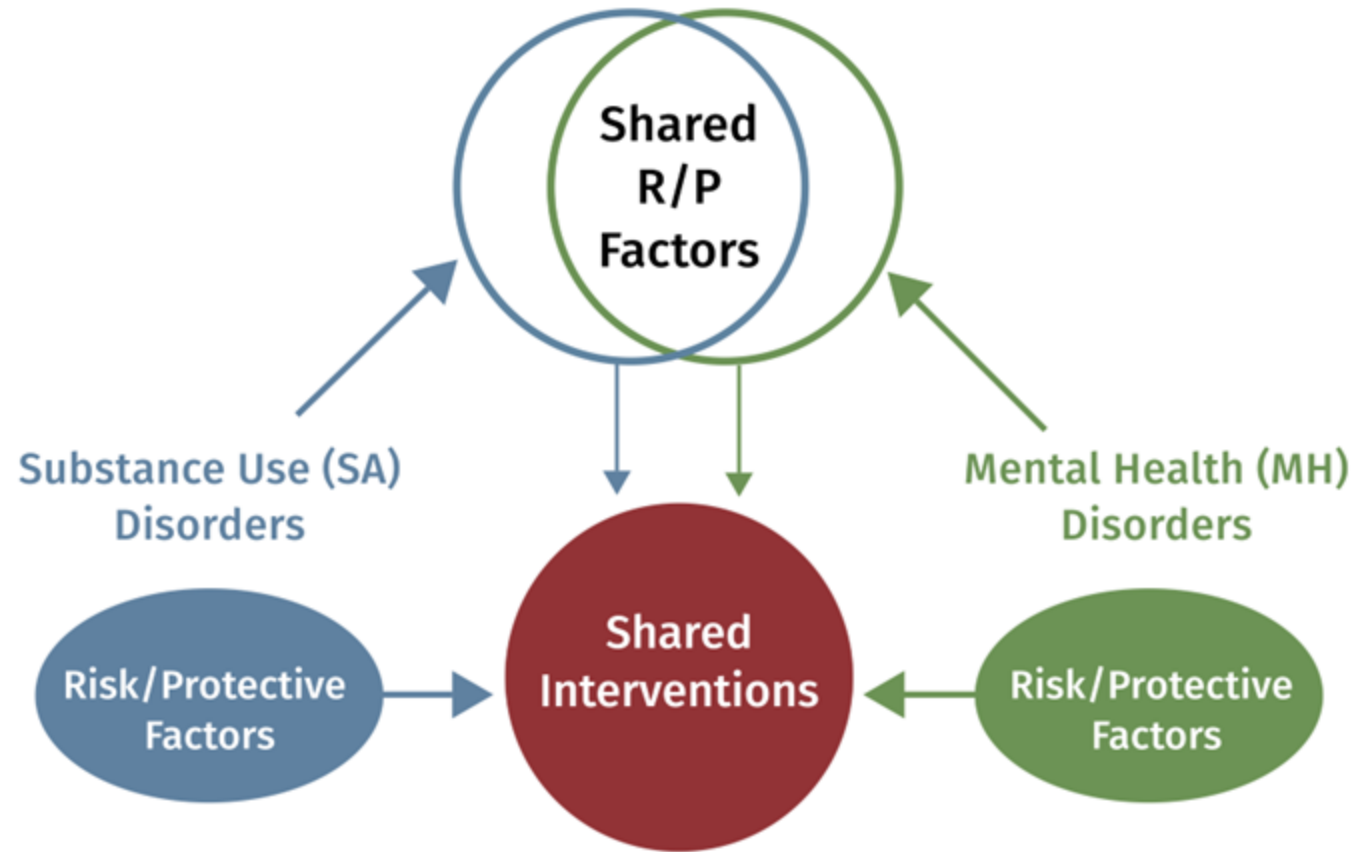 Shared
R/P
Factors
Substance Use (SA)
Disorders
Mental Health (MH)
Disorders
Risk/Protective
Factors
Shared
Interventions
Risk/Protective
Factors